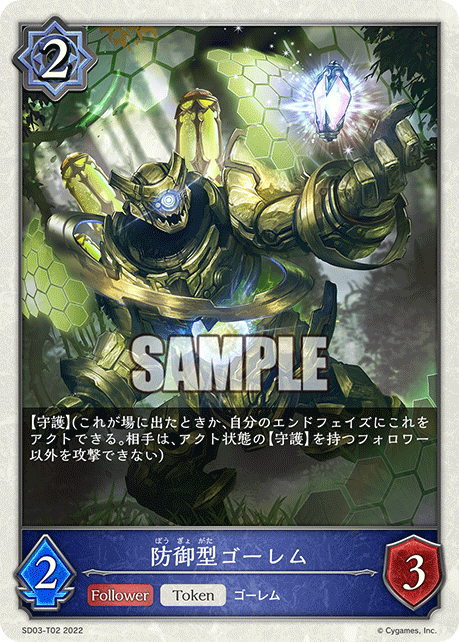 2
SAMPLE
【守護】(これが場に出たときか、自分のエンドフェイズにこれを
アクトできる。相手は、アクト状態の【守護】を持つフォロワー
以外を攻撃できない)
ぼう ぎょ がた
防御型ゴーレム
2
Follower Token ゴーレム
3
SD03-T02 2022
© Cygames, Inc.